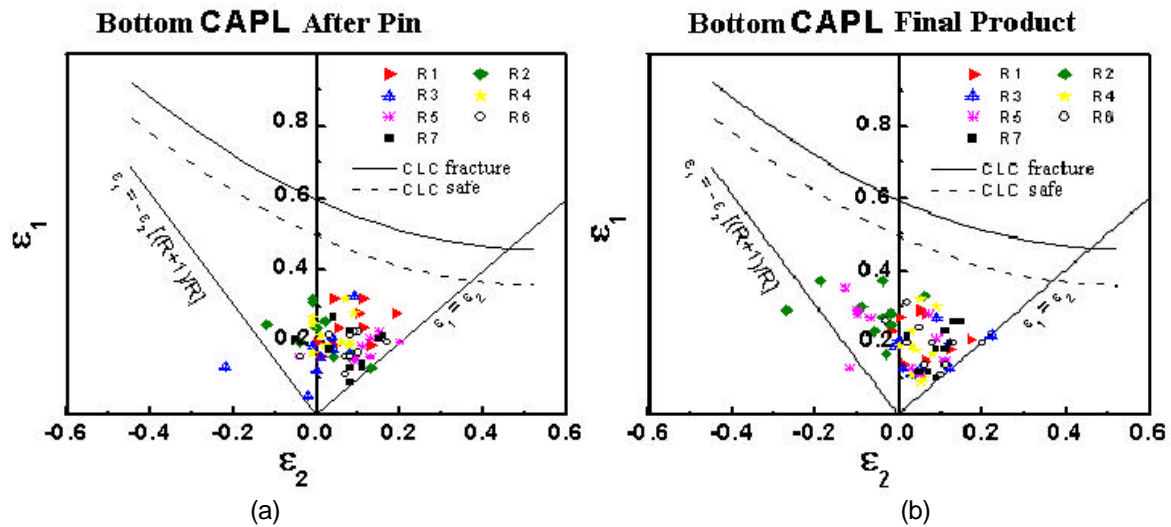 (a)
Bottom CAPL After Pin
R1 R2
R3 R4
R5 R6
R7
CLC fracture
CLC safe
0.8
0.6
0.4
0.2
ε1
ε1 = -ε2 [(R+1)/R]
ε1 = ε2
-0.6 -0.4 -0.2 0.0 0.2 0.4 0.6
ε2
(a)
(b)
Bottom CAPL Final Product
R1 R2
R3 R4
R5 R6
R7
CLC fracture
CLC safe
0.8
0.6
0.4
0.2
ε1
ε1 = -ε2 [(R+1)/R]
ε1 = ε2
-0.6 -0.4 -0.2 0.0 0.2 0.4 0.6
ε2
(b)